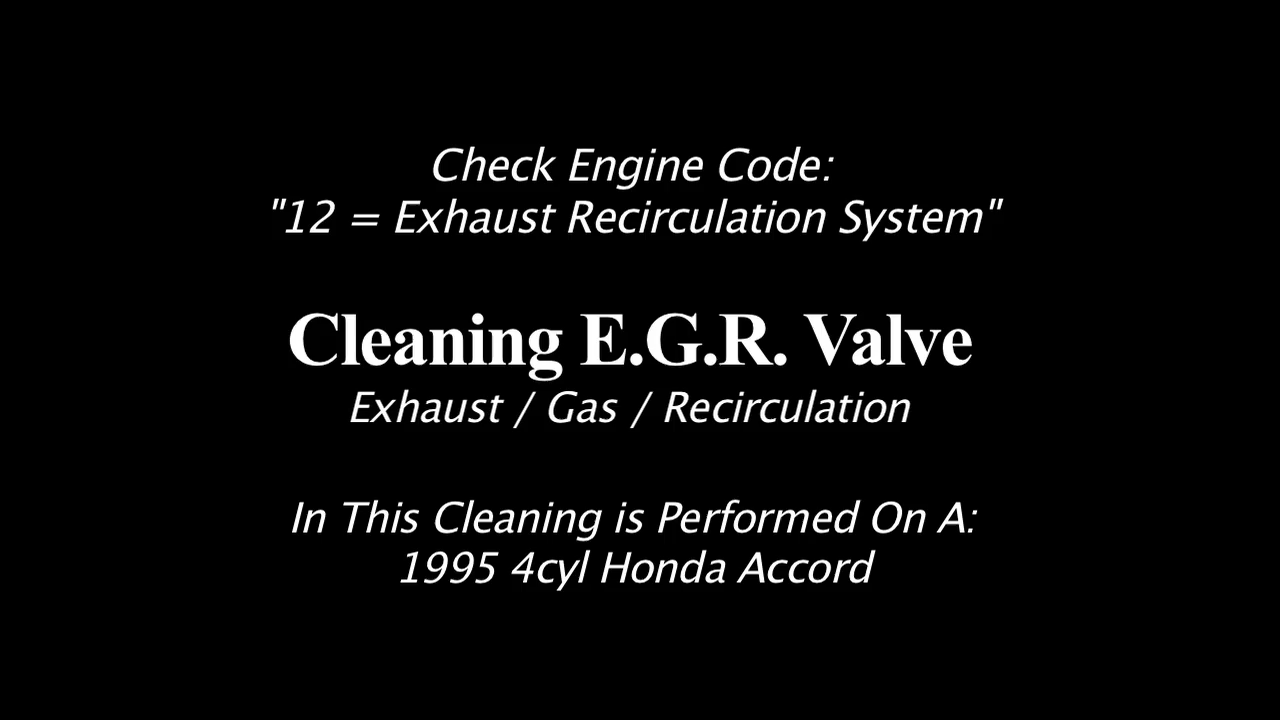 Check Engine Code:
"12 = Exhaust Recirculation System"
Cleaning E.G.R. Valve
Exhaust / Gas / Recirculation
In This Cleaning is Performed On A:
1995 4cyl Honda Accord